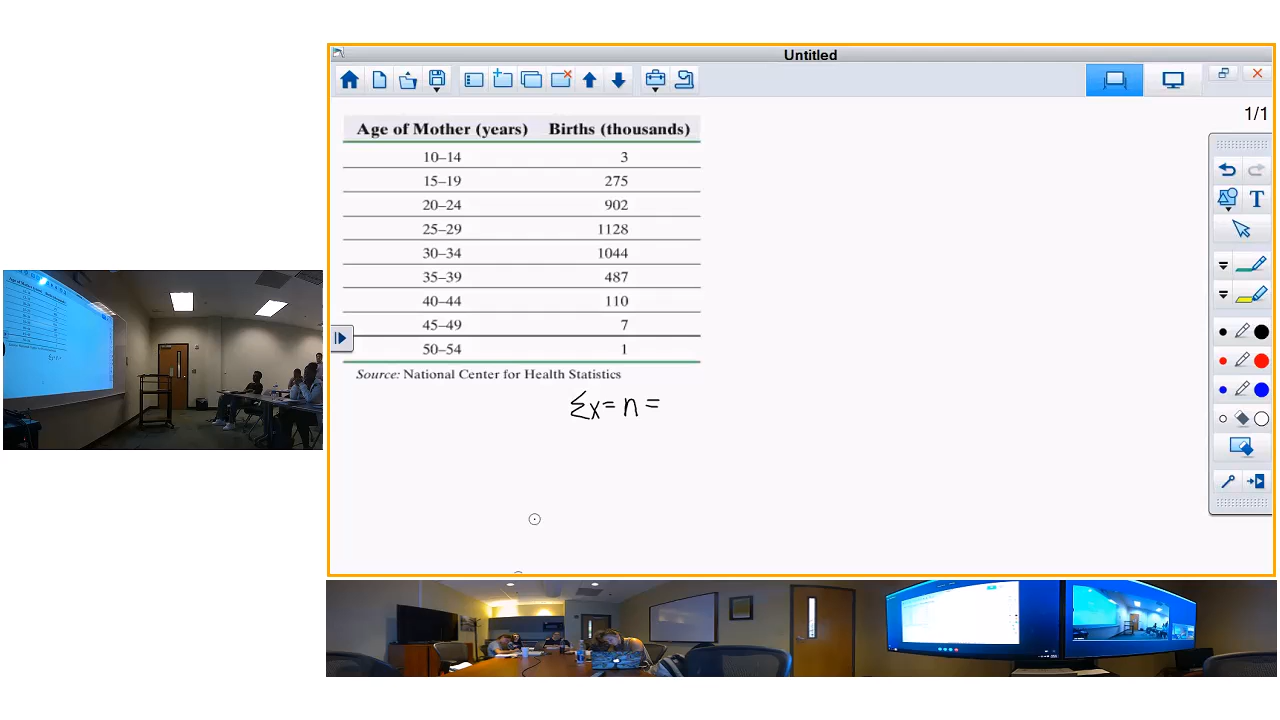 Untitled
1/1
T
Age of Mother (years) Births (thousands)
10–14 3
15–19 275
20–24 902
25–29 1128
30–34 1044
35–39 487
40–44 110
45–49 7
50–54 1
Source: National Center for Health Statistics
Σx = n =